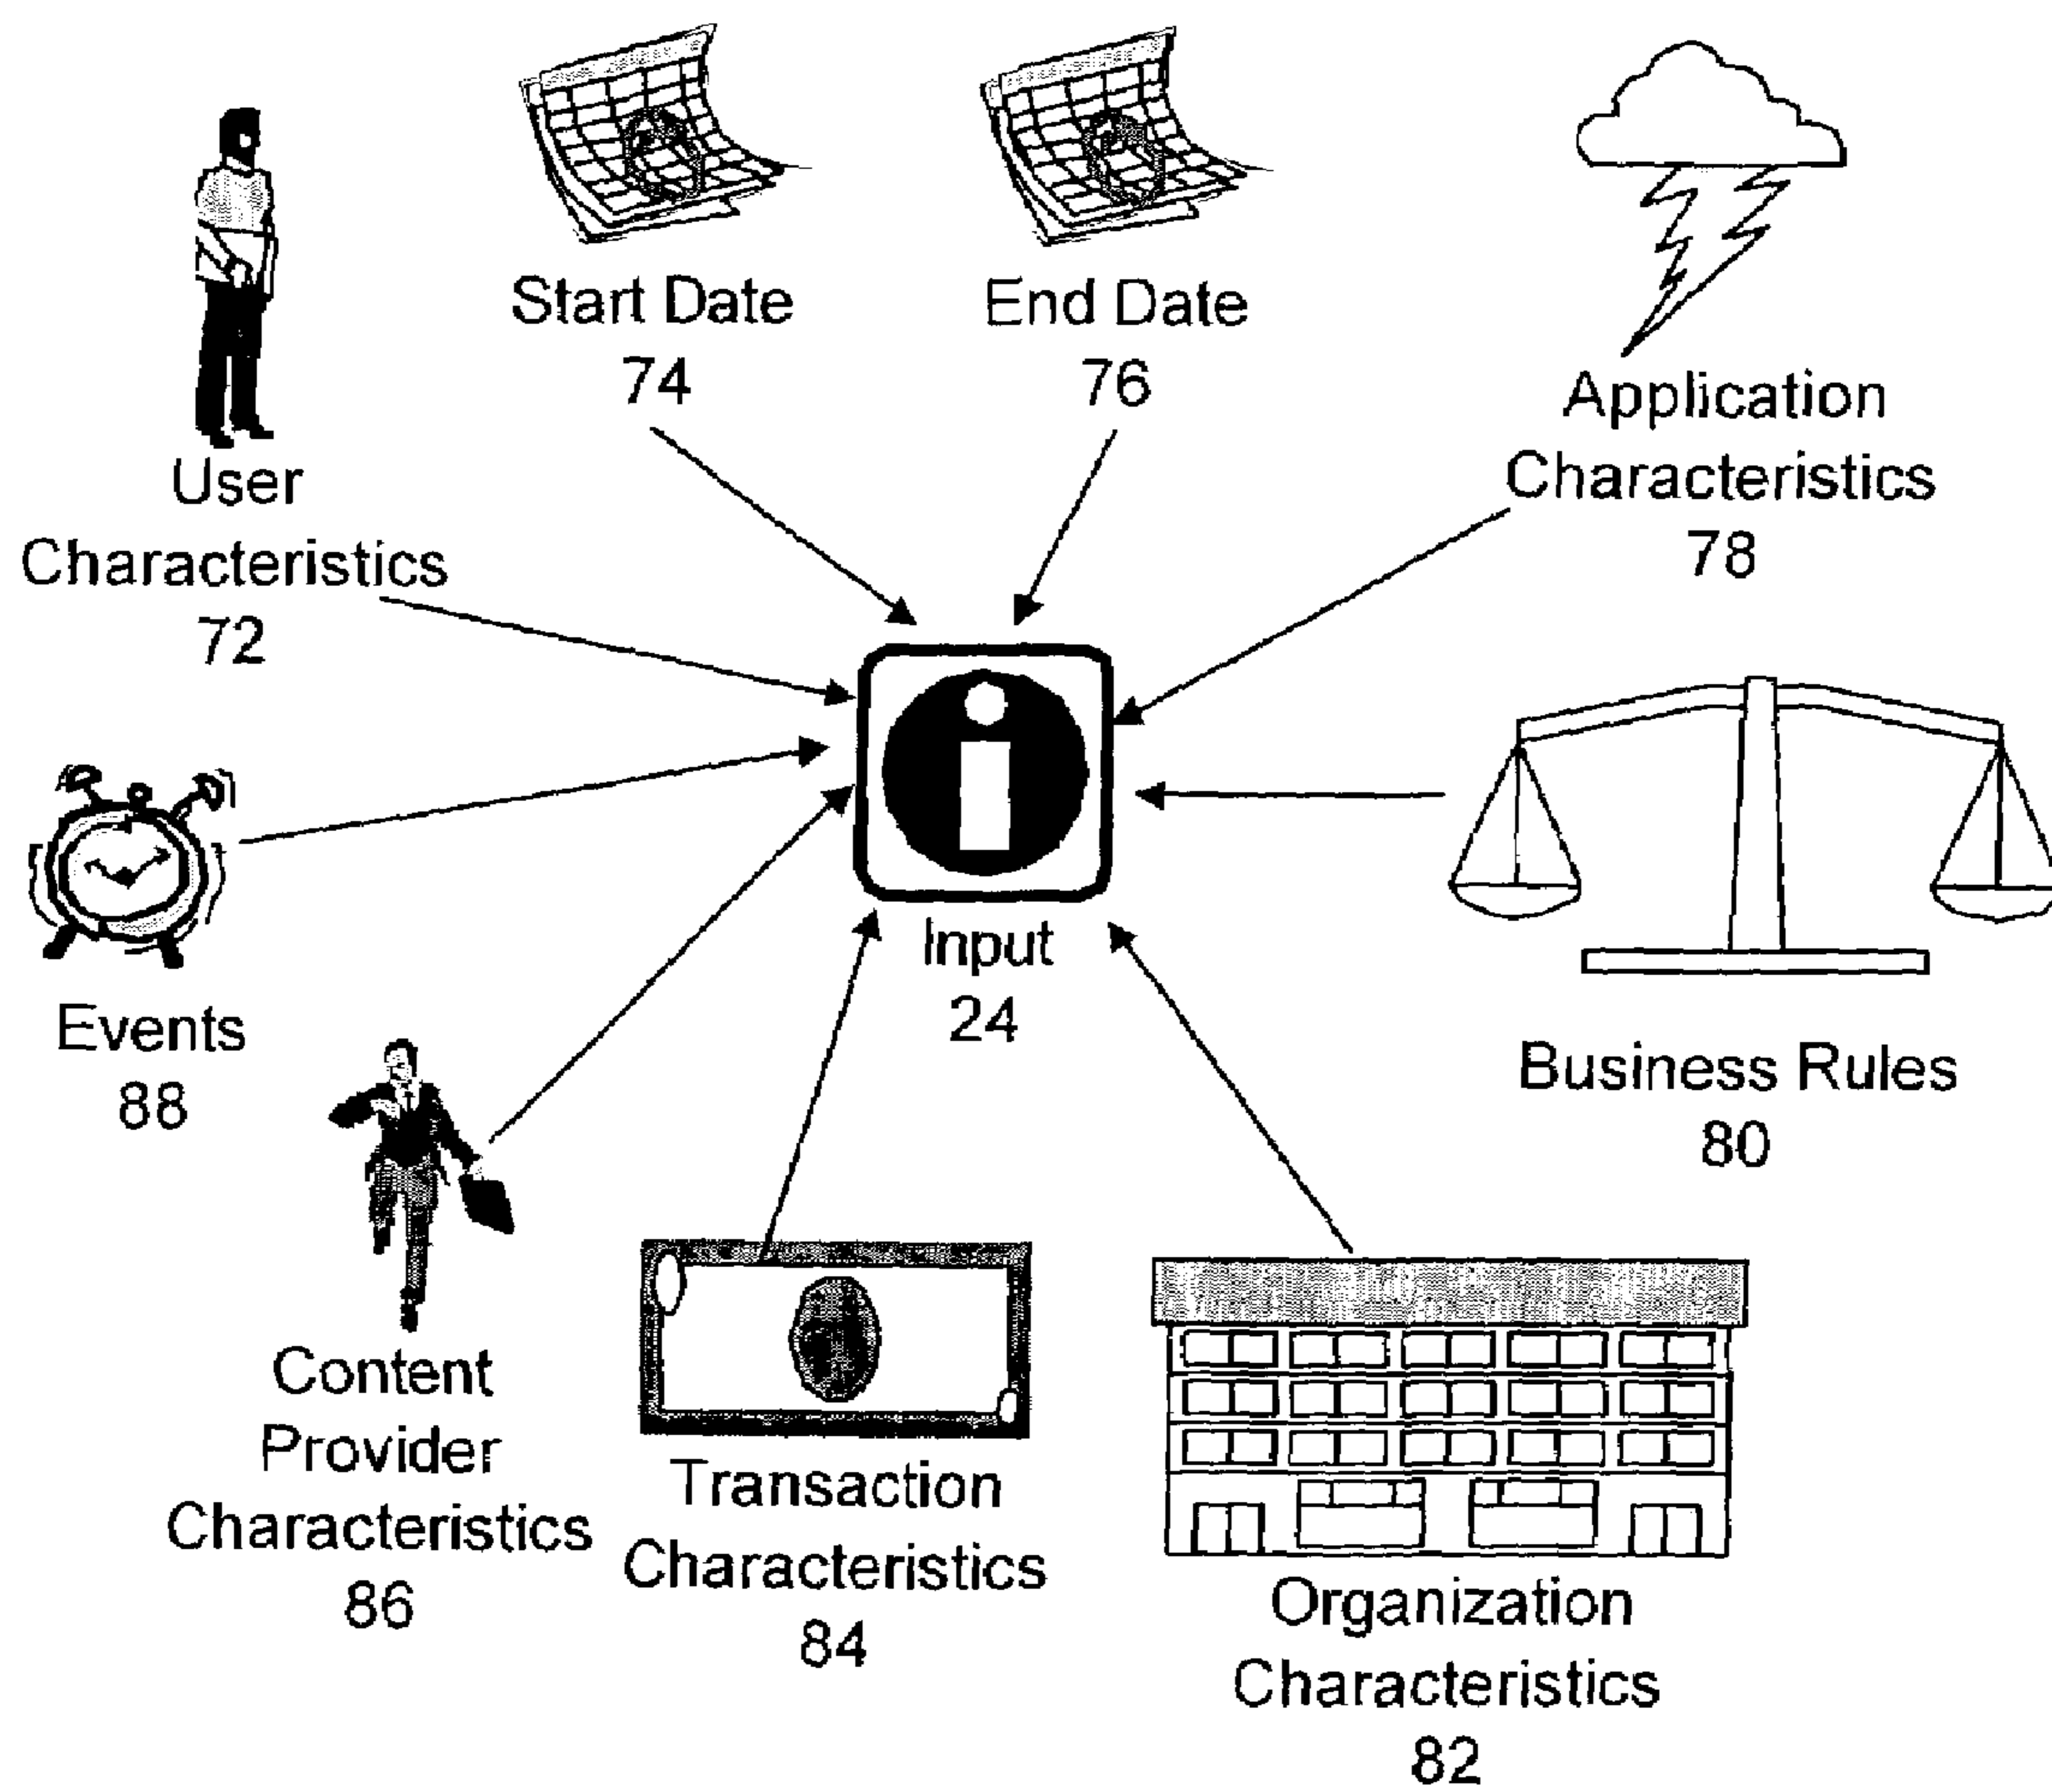 Start Date
74
End Date
76
Application
Characteristics
78
User
Characteristics
72
Input
24
Events
88
Business Rules
80
Content
Provider
Characteristics
86
Transaction
Characteristics
84
Organization
Characteristics
82